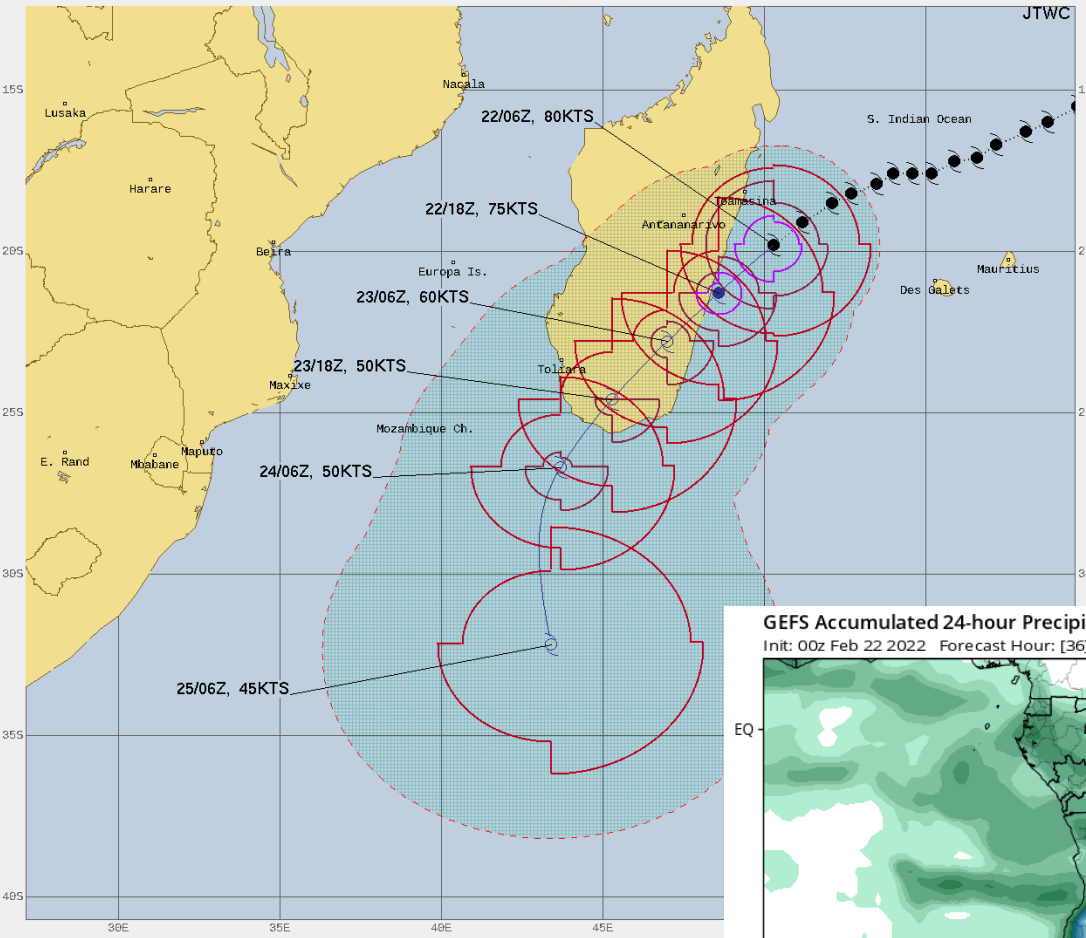 JTWC
15S
Nacala
Lusaka
22/06Z, 80KTS
S. Indian Ocean
Harare
Toamasina
22/18Z, 75KTS
Antananarivo
20S
Beira
Europa Is.
Mauritius
Des Galets
23/06Z, 60KTS
23/18Z, 50KTS
Toliara
Maxixe
25S
Mozambique Ch.
Maputo
E. Rand
Mbabane
24/06Z, 50KTS
30S
GEFS Accumulated 24-hour Precipi
Init: 00z Feb 22 2022 Forecast Hour: [36]
25/06Z, 45KTS
EQ
35S
40S
30E
35E
40E
45E